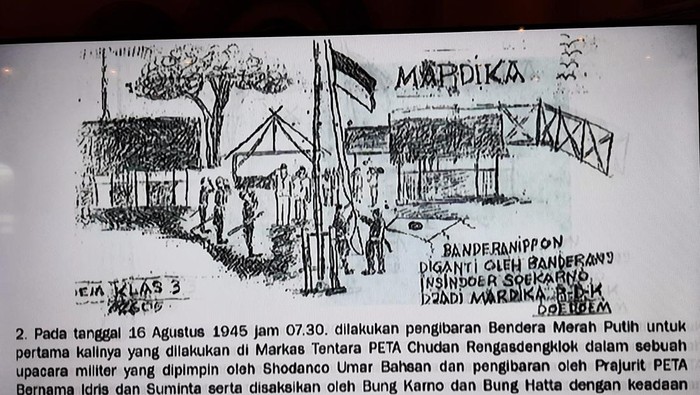 MARDIKA
BANDERANIPPON
DIGANTI OLEH BANDERANJ
INSINDOER SOEKARNO
DJADI MARDIKA R-D-K
DOEDOEM
KLAS 3
2. Pada tanggal 16 Agustus 1945 jam 07.30. dilakukan pengibaran Bendera Merah Putih untuk
pertama kalinya yang dilakukan di Markas Tentara PETA Chudan Rengasdengklok dalam sebuah
upacara militer yang dipimpin oleh Shodanco Umar Bahsan dan pengibaran oleh Prajurit PETA
Bernama Idris dan Suminta serta disaksikan oleh Bung Karno dan Bung Hatta dengan keadaan